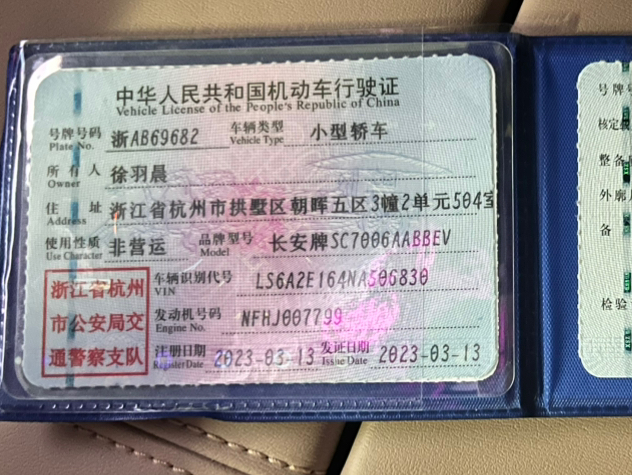 中华人民共和国机动车行驶证
Vehicle License of the People's Republic of China
号牌号码 浙AB69682 车辆类型 小型轿车
Plate No. Vehicle Type
所有人 徐羽晨
Owner
住址 浙江省杭州市拱墅区朝晖五区3幢2单元504室
Address
使用性质 非营运 品牌型号 长安牌SC7006AABBEV
Use Character Model
浙江省杭州 车辆识别代号 LS6A2E164NA506830
VIN
市公安局交 发动机号码 NFHJ007799
Engine No.
通警察支队 注册日期 2023-03-13 发证日期 2023-03-13
Register Date Issue Date
号牌号
核定载
整备
外廓
备
检验